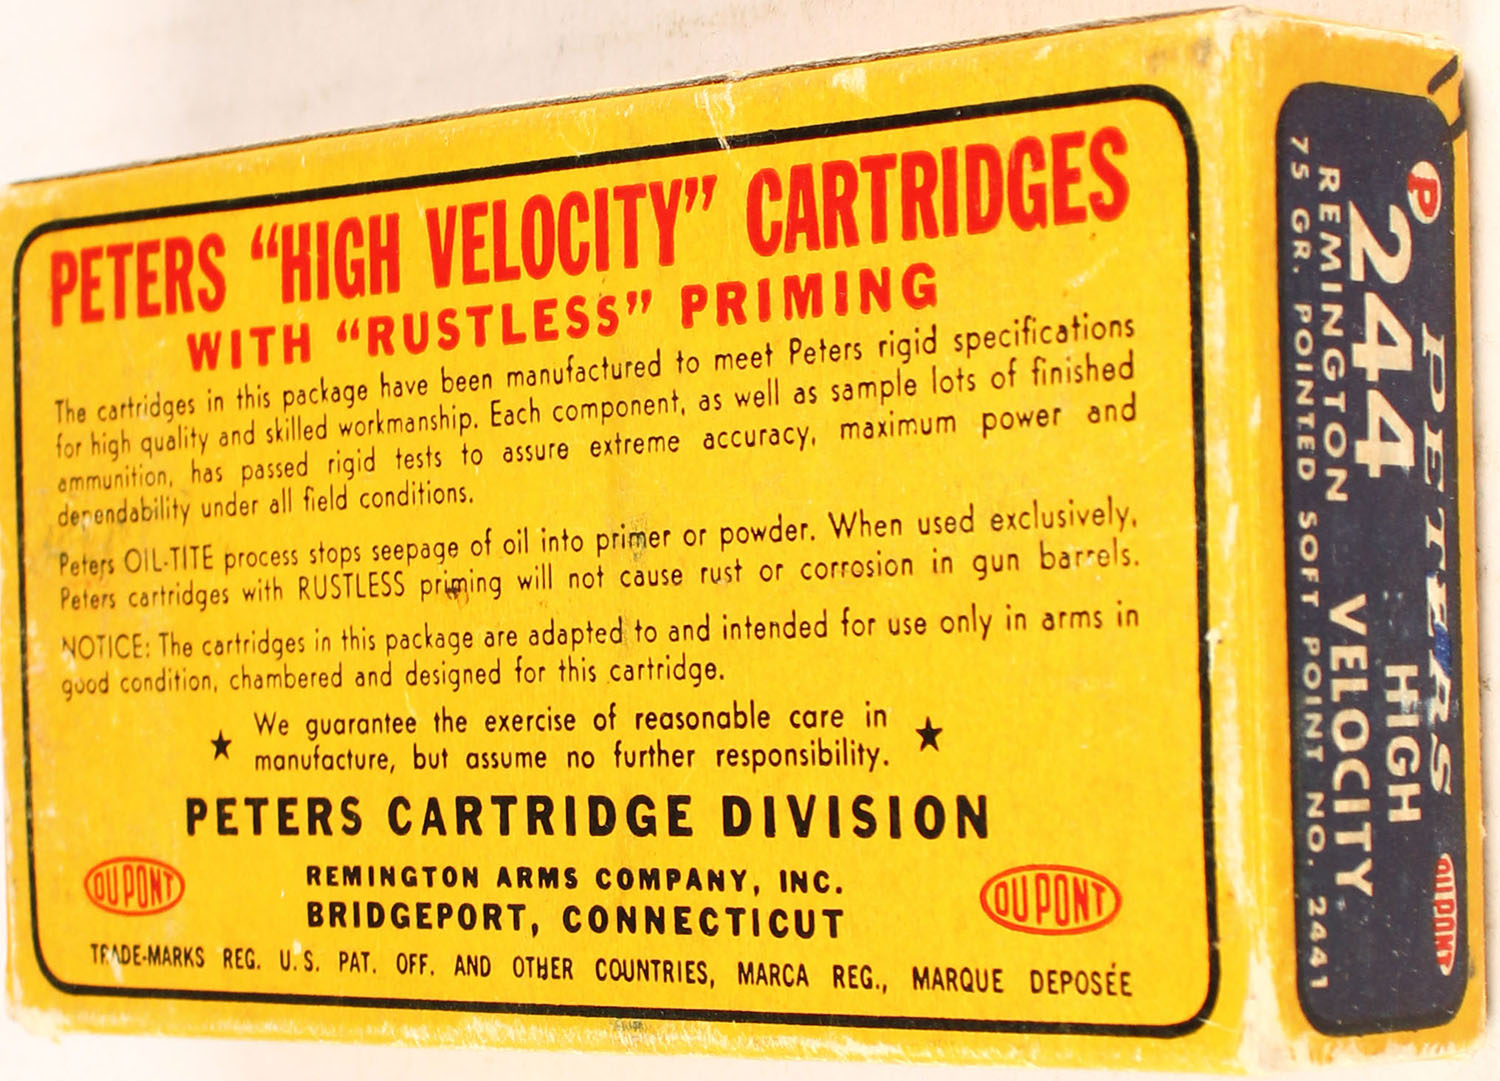 PETERS "HIGH VELOCITY" CARTRIDGES
WITH "RUSTLESS" PRIMING
The cartridges in this package have been manufactured to meet Peters rigid specifications
for high quality and skilled workmanship. Each component, as well as sample lots of finished
ammunition, has passed rigid tests to assure extreme accuracy, maximum power and
dependability under all field conditions.
Peters OIL-TITE process stops seepage of oil into primer or powder. When used exclusively,
Peters cartridges with RUSTLESS priming will not cause rust or corrosion in gun barrels.
NOTICE: The cartridges in this package are adapted to and intended for use only in arms in
good condition, chambered and designed for this cartridge.
We guarantee the exercise of reasonable care in
manufacture, but assume no further responsibility.
PETERS CARTRIDGE DIVISION
REMINGTON ARMS COMPANY, INC.
BRIDGEPORT, CONNECTICUT
DU PONT
DU PONT
TRADE-MARKS REG. U.S. PAT. OFF. AND OTHER COUNTRIES, MARCA REG., MARQUE DEPOSÉE
P
PETERS
DU PONT
244 HIGH
REMINGTON VELOCITY
75 GR. POINTED SOFT POINT NO. 2441